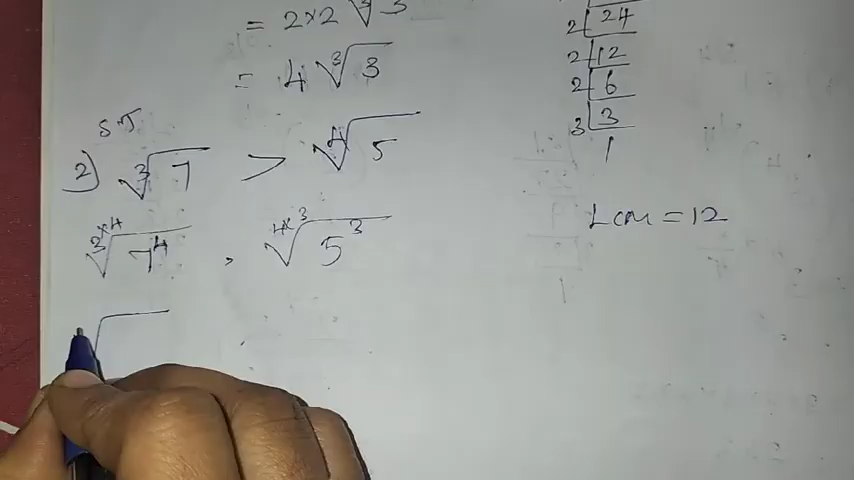 = 2×2 ∛3
= 4 ∛3
S.T
2) ∛7 > ∜5
³ˣ⁴√7⁴ , ⁴ˣ³√5³
2 | 24
2 | 12
2 | 6
3 | 3
1
LCM = 12